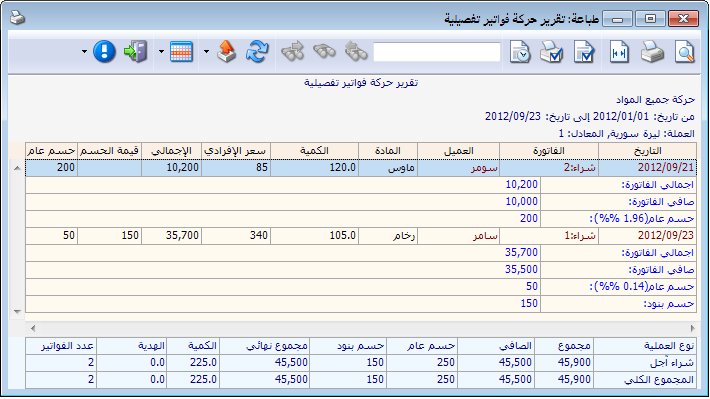 طباعة: تقرير حركة فواتير تفصيلية
تقرير حركة فواتير تفصيلية
حركة جميع المواد
من تاريخ: 2012/01/01 إلى تاريخ: 2012/09/23
العملة: ليرة سورية, المعادل: 1
التاريخ الفاتورة العميل المادة الكمية سعر الإفرادي الإجمالي قيمة الحسم حسم عام
2012/09/21 شراء:2 سومر ماوس 120.0 85 10,200 200
اجمالي الفاتورة: 10,200
صافي الفاتورة: 10,000
حسم عام(1.96 %%): 200
2012/09/23 شراء:1 سامر رخام 105.0 340 35,700 150 50
اجمالي الفاتورة: 35,700
صافي الفاتورة: 35,500
حسم عام(0.14 %%): 50
حسم بنود: 150
نوع العملية مجموع الصافي حسم عام حسم بنود مجموع نهائي الكمية الهدية عدد الفواتير
شراء آجل 45,900 45,500 250 150 45,500 225.0 0.0 2
المجموع الكلي 45,900 45,500 250 150 45,500 225.0 0.0 2